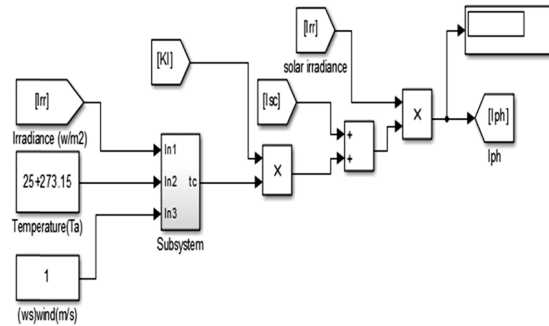 [Irr]
solar irradiance
[KI]
[Isc]
[Irr]
Irradiance (w/m2)
25+273.15
Temperature(Ta)
1
(ws)wind(m/s)
In1
In2
In3
tc
Subsystem
×
+
+
×
[Iph]
Iph